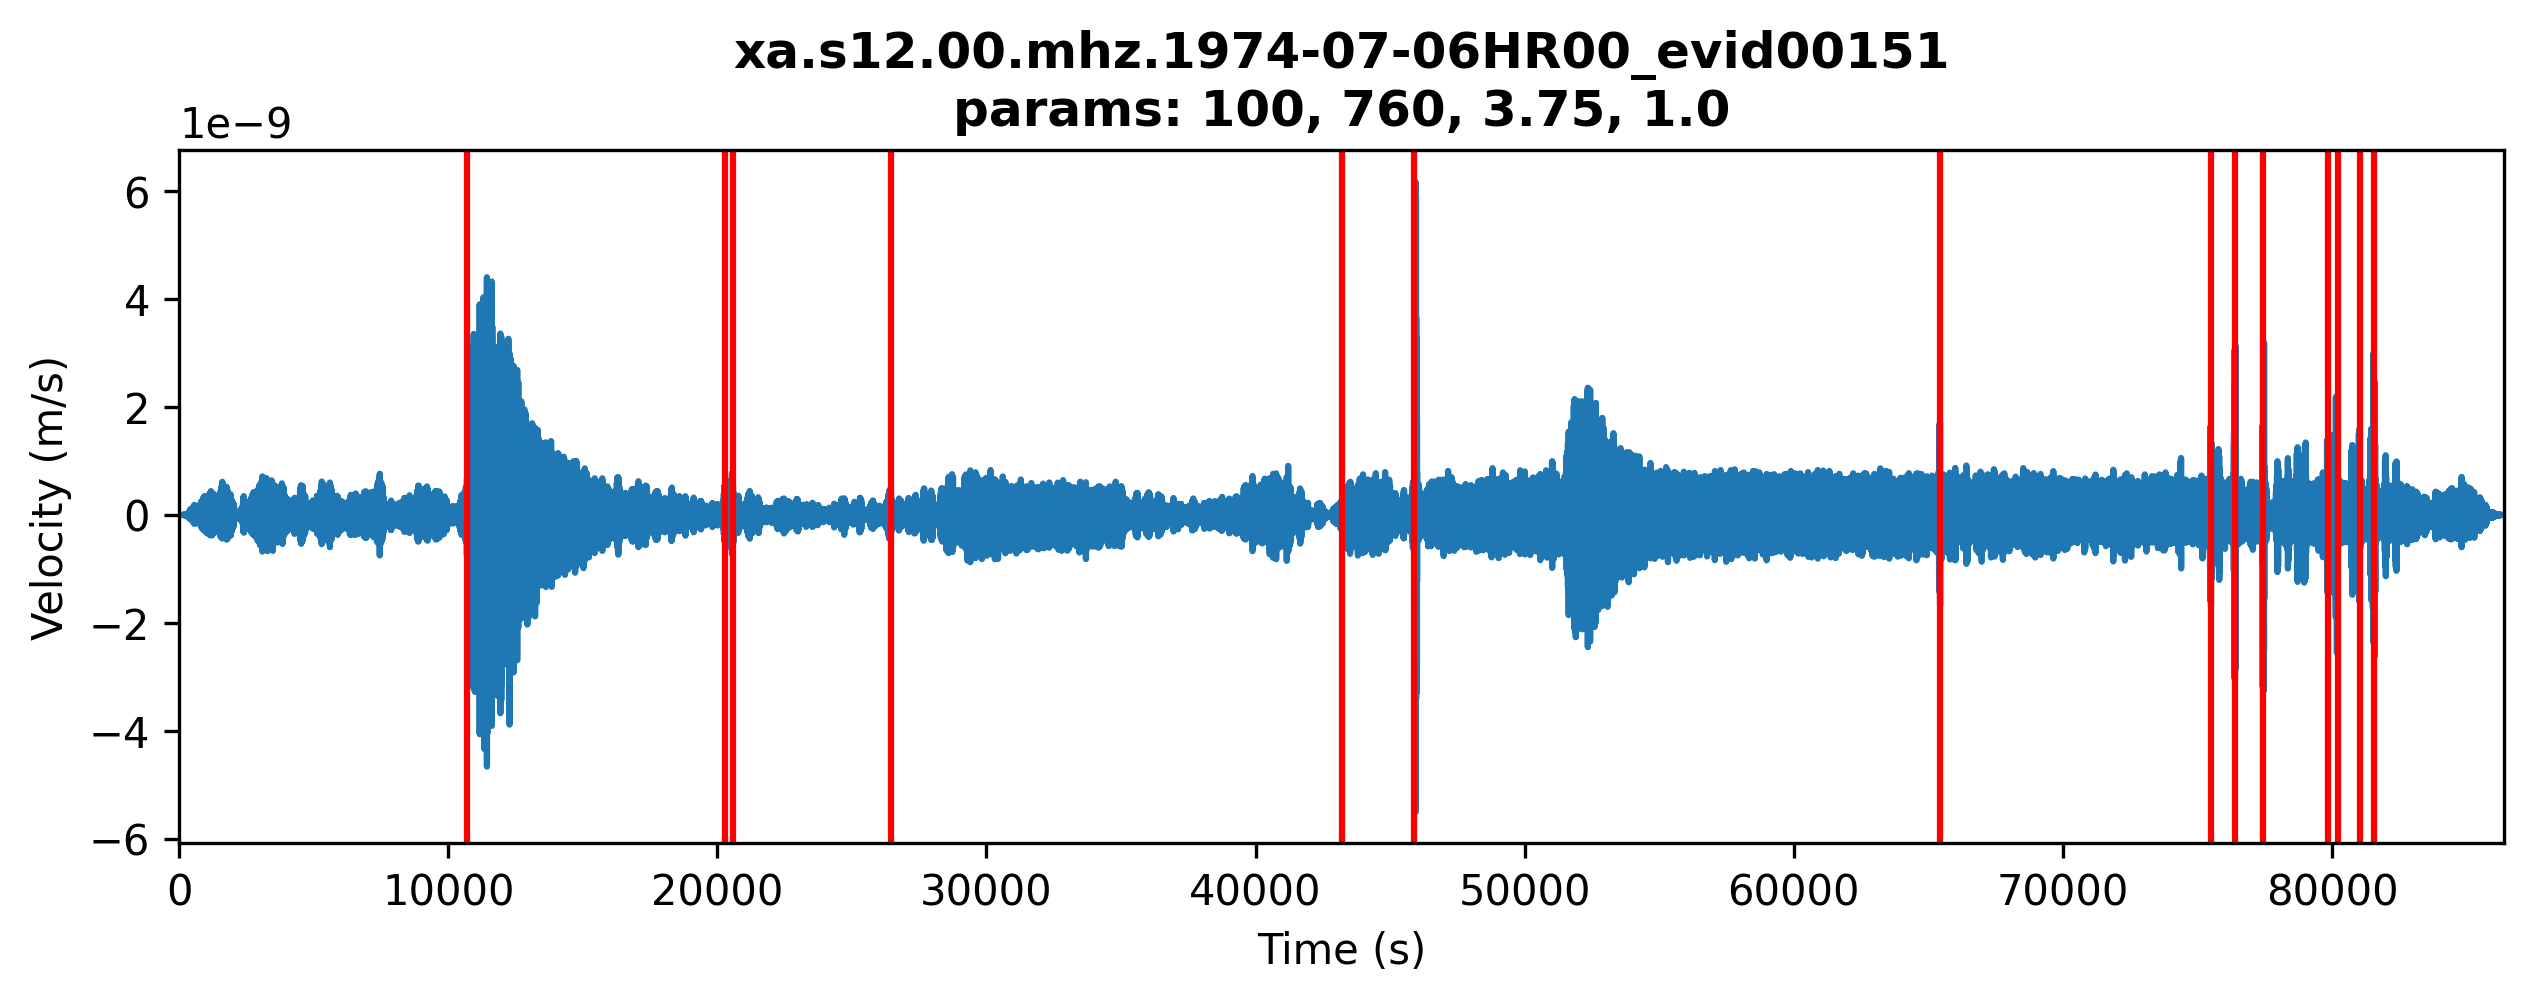 xa.s12.00.mhz.1974-07-06HR00_evid00151
params: 100, 760, 3.75, 1.0
1e−9
6
4
2
0
−2
−4
−6
Velocity (m/s)
0 10000 20000 30000 40000 50000 60000 70000 80000
Time (s)